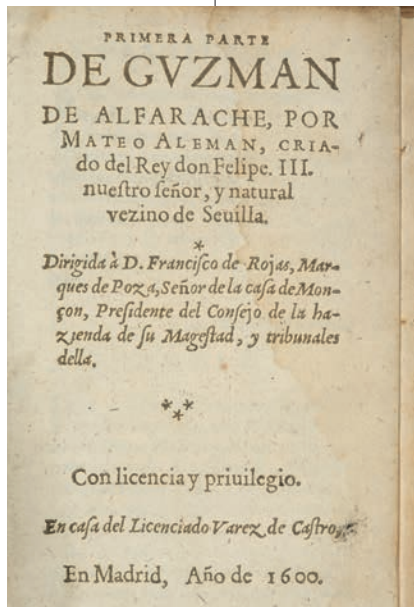 PRIMERA PARTE
DE GVZMAN
DE ALFARACHE, POR
MATEO ALEMAN, CRIA-
do del Rey don Felipe. III.
nueſtro ſeñor, y natural
vezino de Seuilla.
*
Dirigida à D. Franciſco de Rojas, Mar-
ques de Poza, Señor de la caſa de Mon-
çon, Preſidente del Conſejo de la ha-
zienda de ſu Mageſtad, y tribunales
della.
***
Con licencia y priuilegio.
En caſa del Licenciado Varez de Caſtro,
En Madrid, Año de 1600.